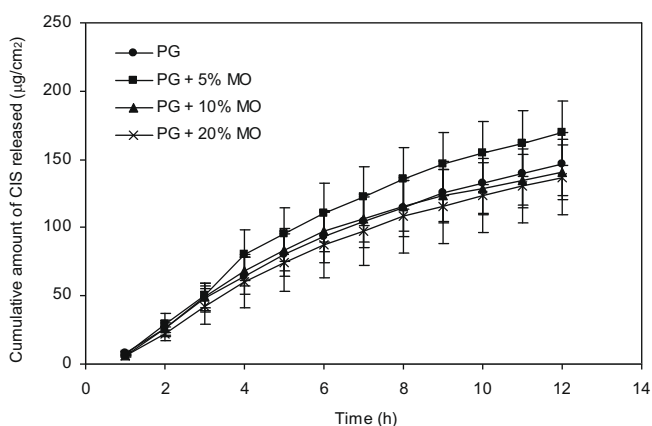 250
200
150
100
50
0
Cumulative amount of CIS released (µg/cm2)
PG
PG + 5% MO
PG + 10% MO
PG + 20% MO
0 2 4 6 8 10 12 14
Time (h)